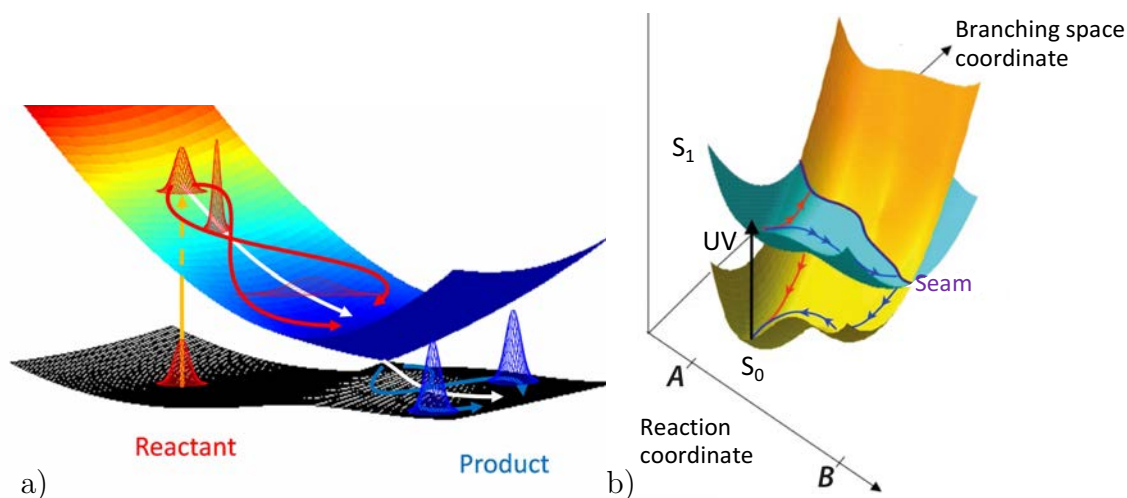 Reactant
Product
a)
Branching space
coordinate
S₁
UV
Seam
S₀
A
Reaction
coordinate
B
b)